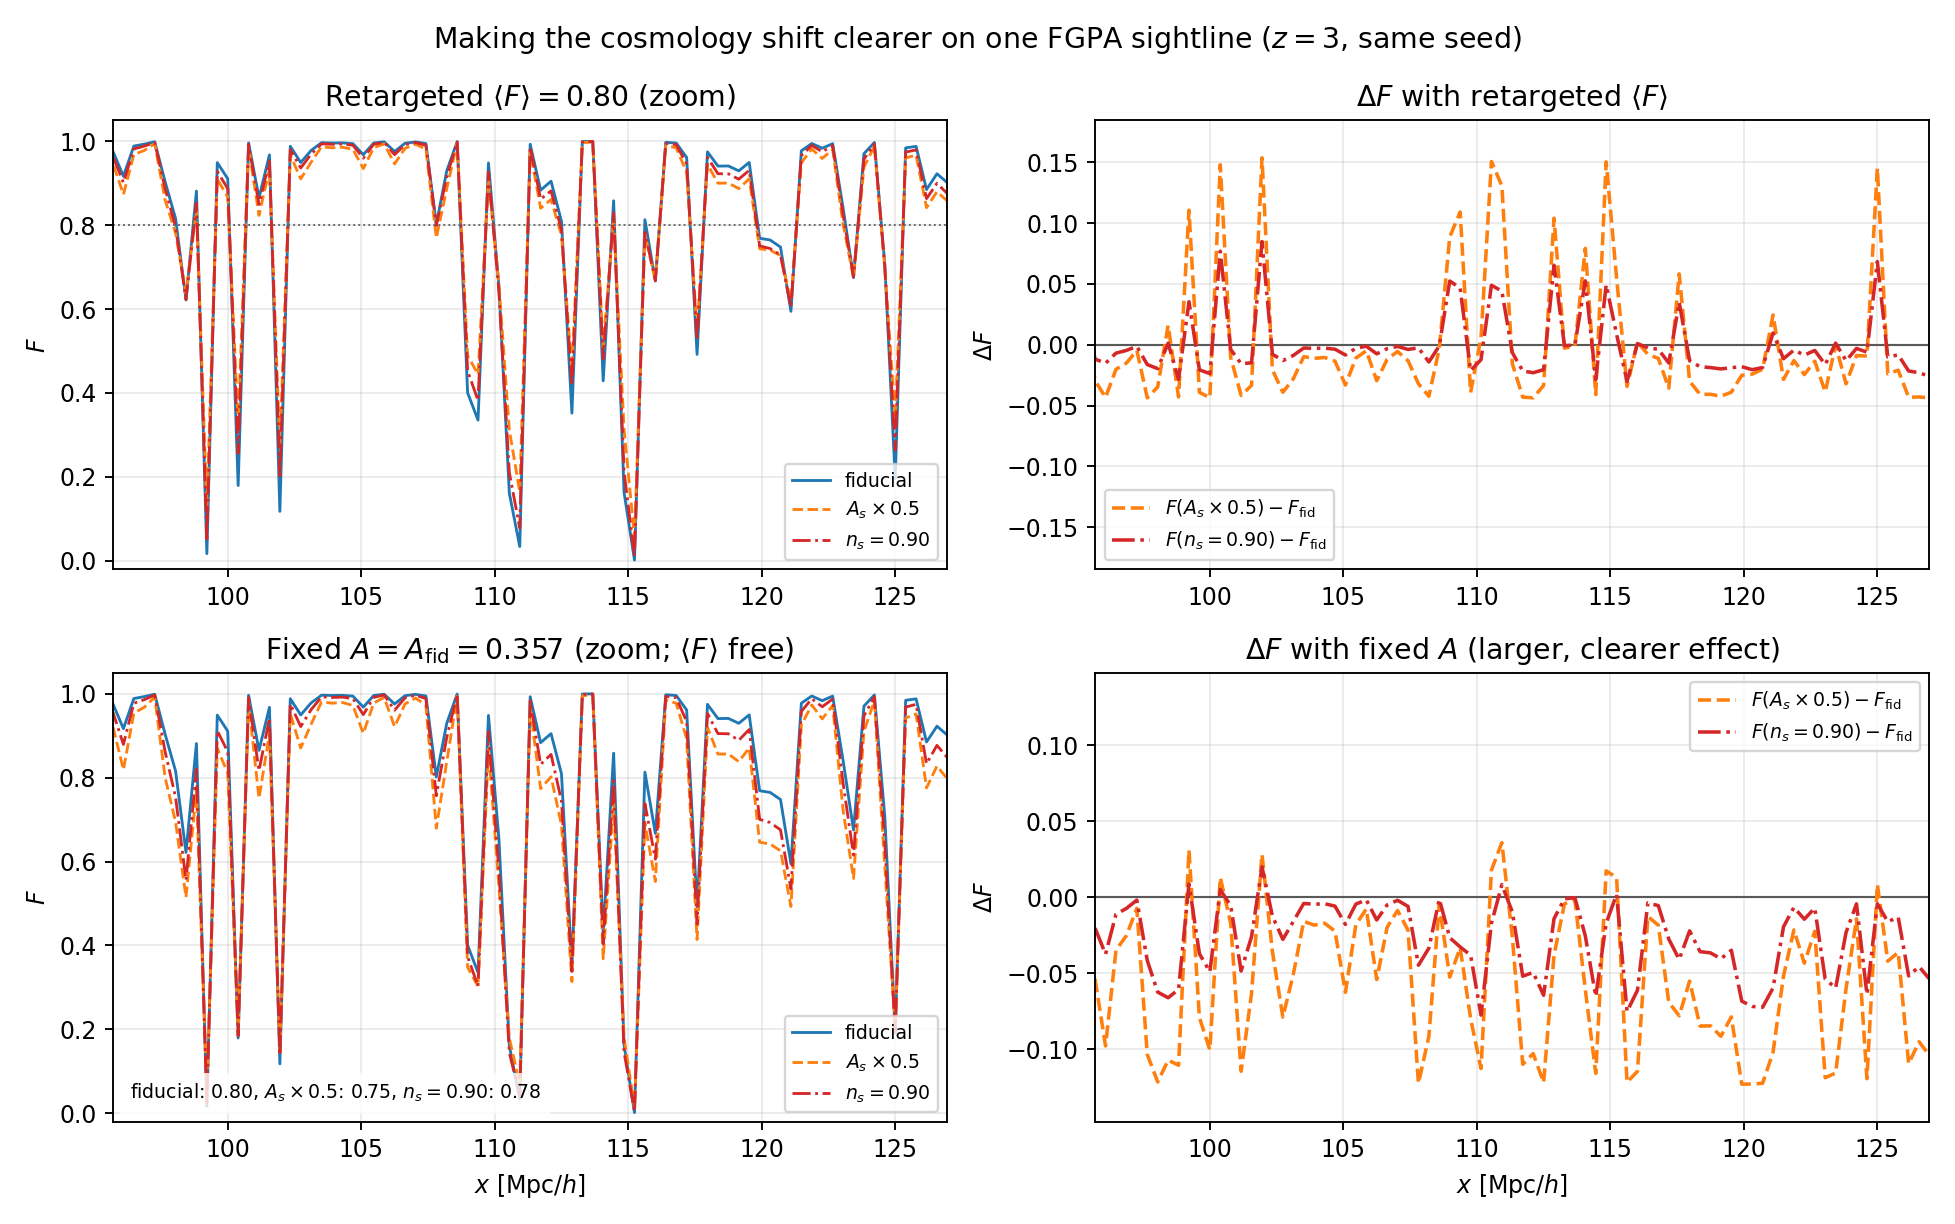 Making the cosmology shift clearer on one FGPA sightline (z = 3, same seed)
Retargeted ⟨F⟩ = 0.80 (zoom)
1.0
0.8
0.6
0.4
0.2
0.0
F
fiducial
A_s × 0.5
n_s = 0.90
100
105
110
115
120
125
ΔF with retargeted ⟨F⟩
0.15
0.10
0.05
0.00
−0.05
−0.10
−0.15
ΔF
F(A_s × 0.5) − F_fid
F(n_s = 0.90) − F_fid
100
105
110
115
120
125
Fixed A = A_fid = 0.357 (zoom; ⟨F⟩ free)
1.0
0.8
0.6
0.4
0.2
0.0
F
fiducial: 0.80, A_s × 0.5: 0.75, n_s = 0.90: 0.78
fiducial
A_s × 0.5
n_s = 0.90
100
105
110
115
120
125
x [Mpc/h]
ΔF with fixed A (larger, clearer effect)
0.10
0.05
0.00
−0.05
−0.10
ΔF
F(A_s × 0.5) − F_fid
F(n_s = 0.90) − F_fid
100
105
110
115
120
125
x [Mpc/h]